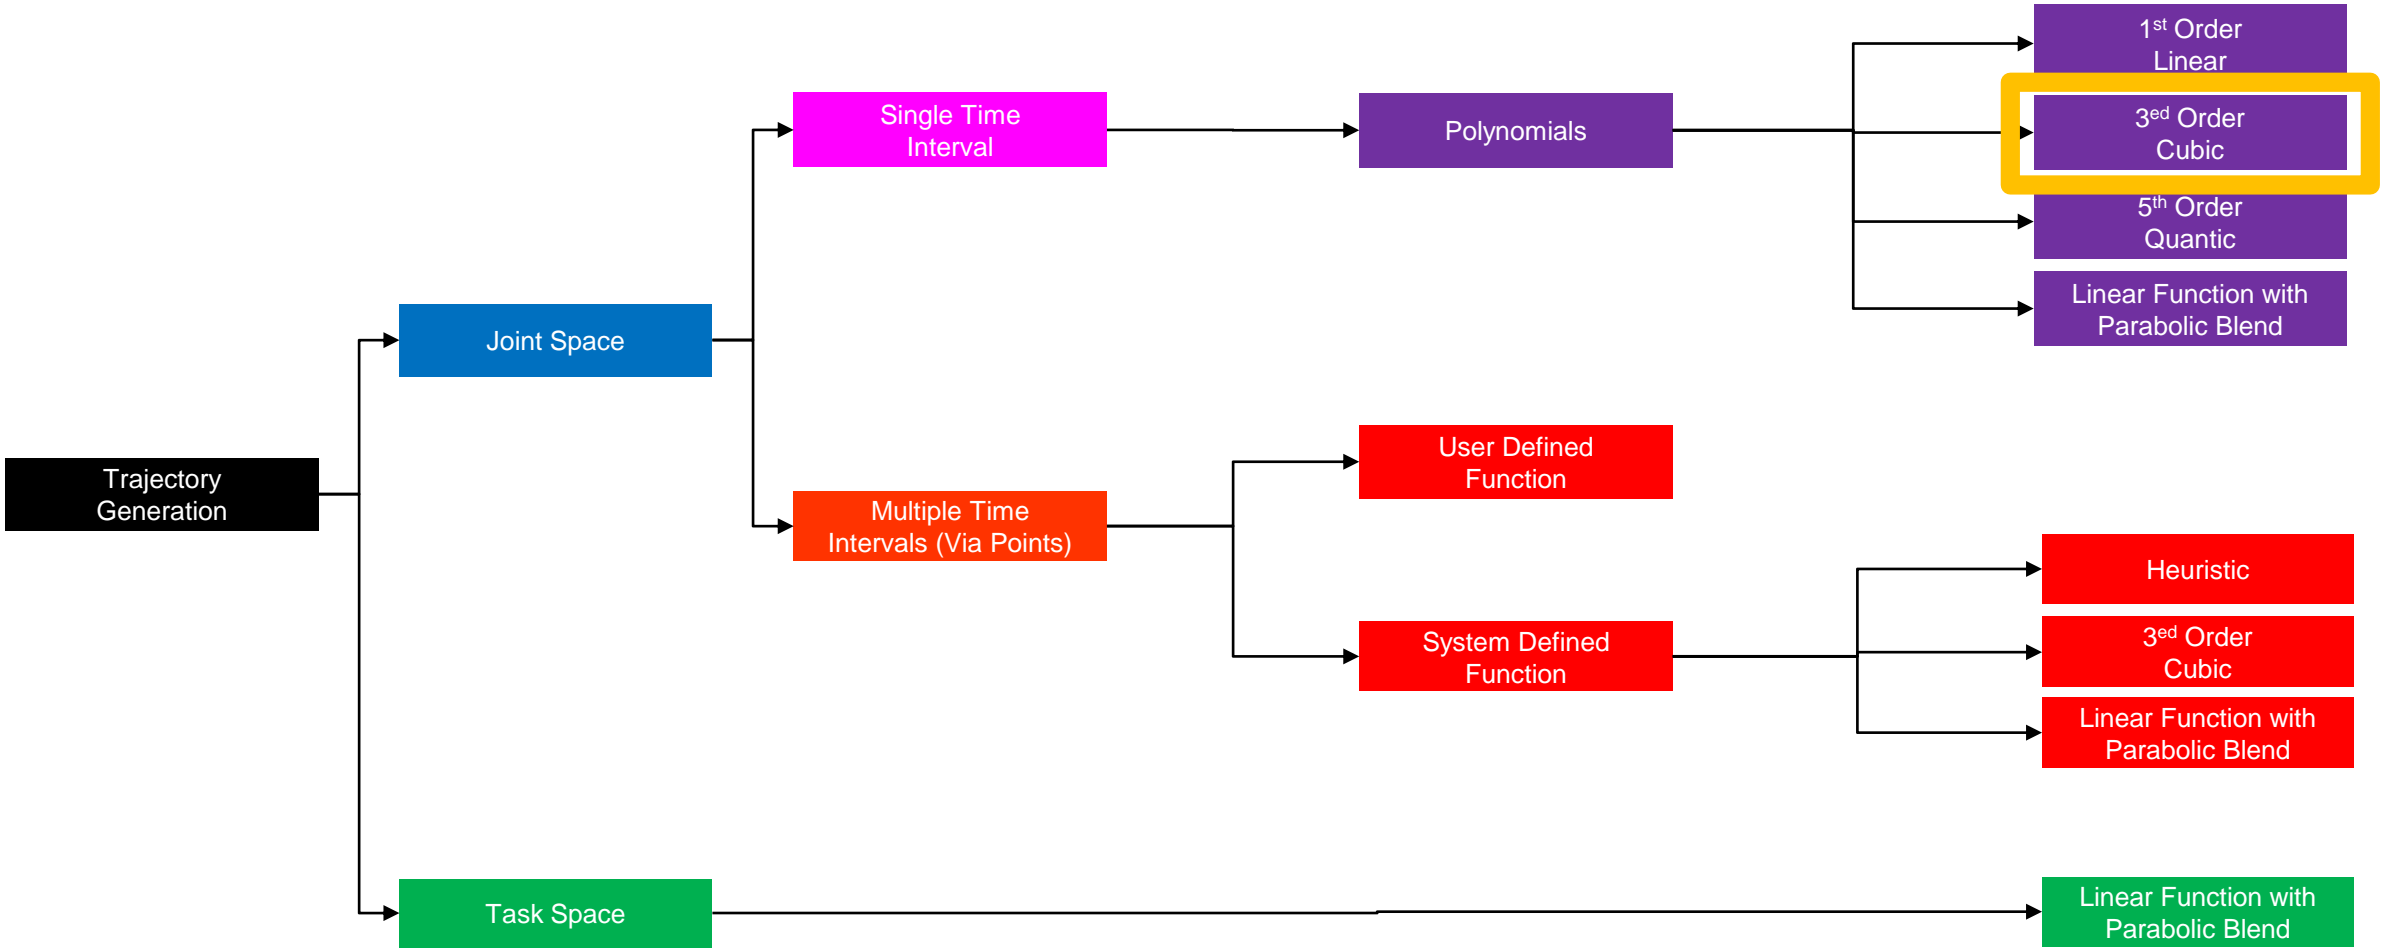 1st Order
Linear
Single Time
Interval
Polynomials
3ed Order
Cubic
5th Order
Quantic
Linear Function with
Parabolic Blend
Joint Space
User Defined
Function
Trajectory
Generation
Multiple Time
Intervals (Via Points)
Heuristic
System Defined
Function
3ed Order
Cubic
Linear Function with
Parabolic Blend
Task Space
Linear Function with
Parabolic Blend